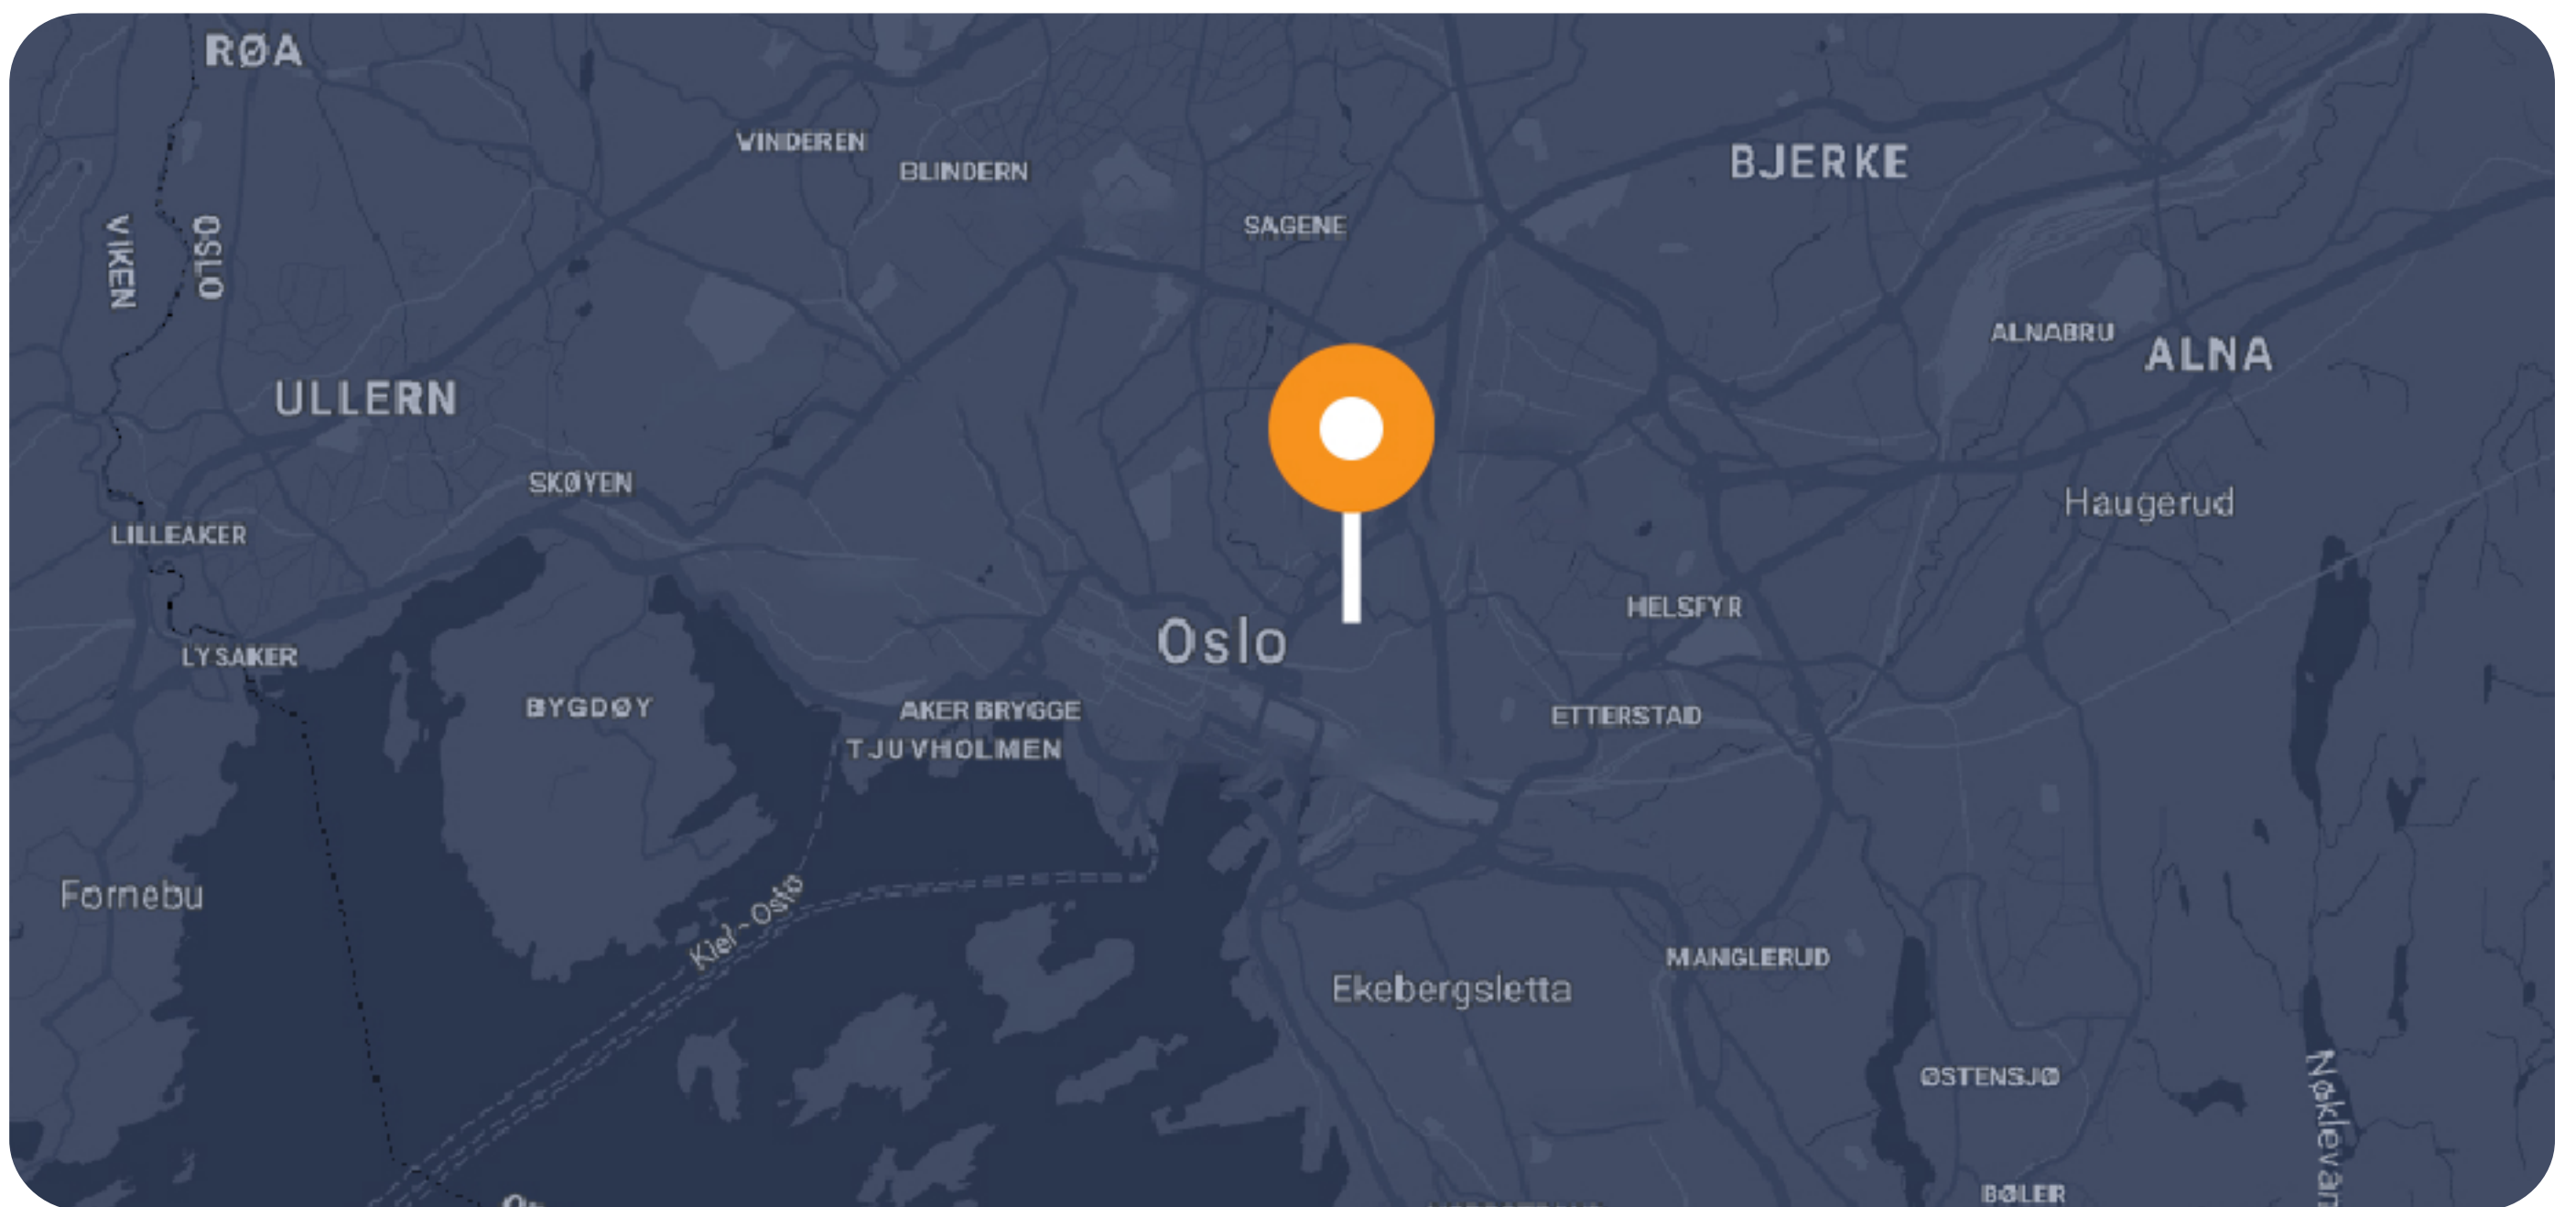 RØA
VINDEREN
BLINDERN
BJERKE
SAGENE
VIKEN
OSLO
ALNABRU
ALNA
ULLERN
SKØYEN
Haugerud
LILLEAKER
HELSFYR
Oslo
LYSAKER
BYGDØY
AKER BRYGGE
ETTERSTAD
TJUVHOLMEN
Fornebu
Kiel - Oslo
MANGLERUD
Ekebergsletta
ØSTENSJØ
Nøklevan
BØLER